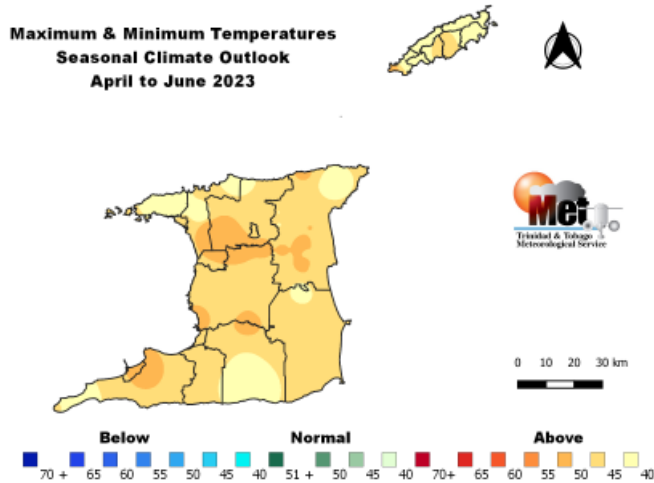 Maximum & Minimum Temperatures
Seasonal Climate Outlook
April to June 2023
Met
Trinidad & Tobago
Meteorological Service
0 10 20 30 km
Below Normal Above
70 + 65 60 55 50 45 40 51 + 50 45 40 70+ 65 60 55 50 45 40